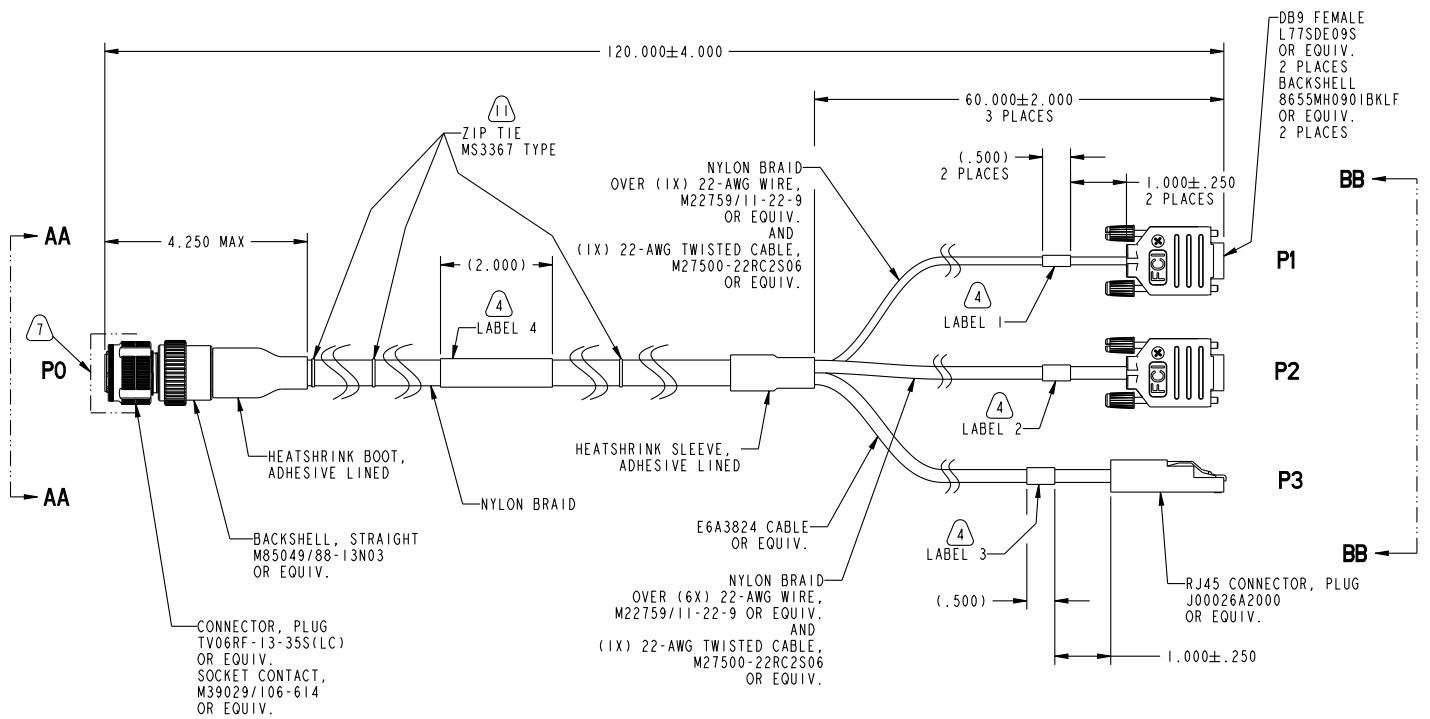 120.000±4.000
DB9 FEMALE
L77SDE09S
OR EQUIV.
2 PLACES
BACKSHELL
8655MH0901BKLF
OR EQUIV.
2 PLACES
60.000±2.000
3 PLACES
11
ZIP TIE
MS3367 TYPE
(.500)
2 PLACES
1.000±.250
2 PLACES
NYLON BRAID
OVER (1X) 22-AWG WIRE,
M22759/11-22-9
OR EQUIV.
AND
(1X) 22-AWG TWISTED CABLE,
M27500-22RC2S06
OR EQUIV.
BB
AA
4.250 MAX
(2.000)
4
LABEL 4
FCI
P1
4
LABEL 1
7
P0
FCI
P2
4
LABEL 2
HEATSHRINK BOOT,
ADHESIVE LINED
HEATSHRINK SLEEVE,
ADHESIVE LINED
P3
AA
NYLON BRAID
E6A3824 CABLE
OR EQUIV.
4
LABEL 3
BACKSHELL, STRAIGHT
M85049/88-13N03
OR EQUIV.
BB
NYLON BRAID
OVER (6X) 22-AWG WIRE,
M22759/11-22-9 OR EQUIV.
AND
(1X) 22-AWG TWISTED CABLE,
M27500-22RC2S06
OR EQUIV.
(.500)
RJ45 CONNECTOR, PLUG
J00026A2000
OR EQUIV.
CONNECTOR, PLUG
TV06RF-13-35S(LC)
OR EQUIV.
SOCKET CONTACT,
M39029/106-614
OR EQUIV.
1.000±.250